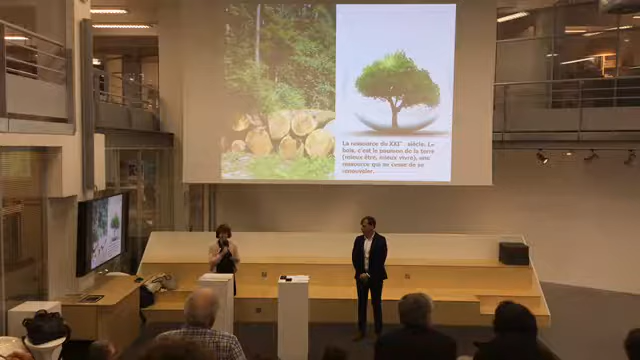 La ressource du XXIᵉ siècle. Le
bois, c'est le poumon de la terre
(mieux être, mieux vivre), une
ressource qui ne cesse de se
renouveler.